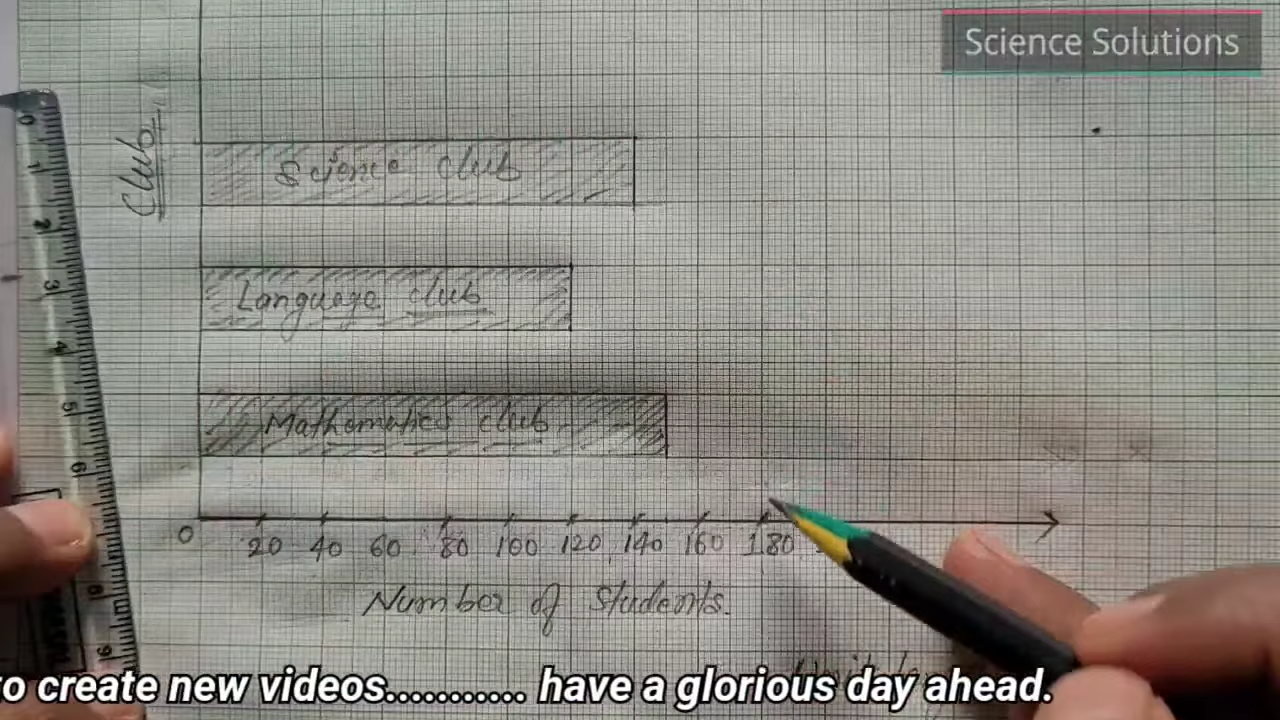 Science Solutions
Club
Science club
Language club
Mathematics club
0 20 40 60 80 100 120 140 160 180
Number of Students.
to create new videos........... have a glorious day ahead.